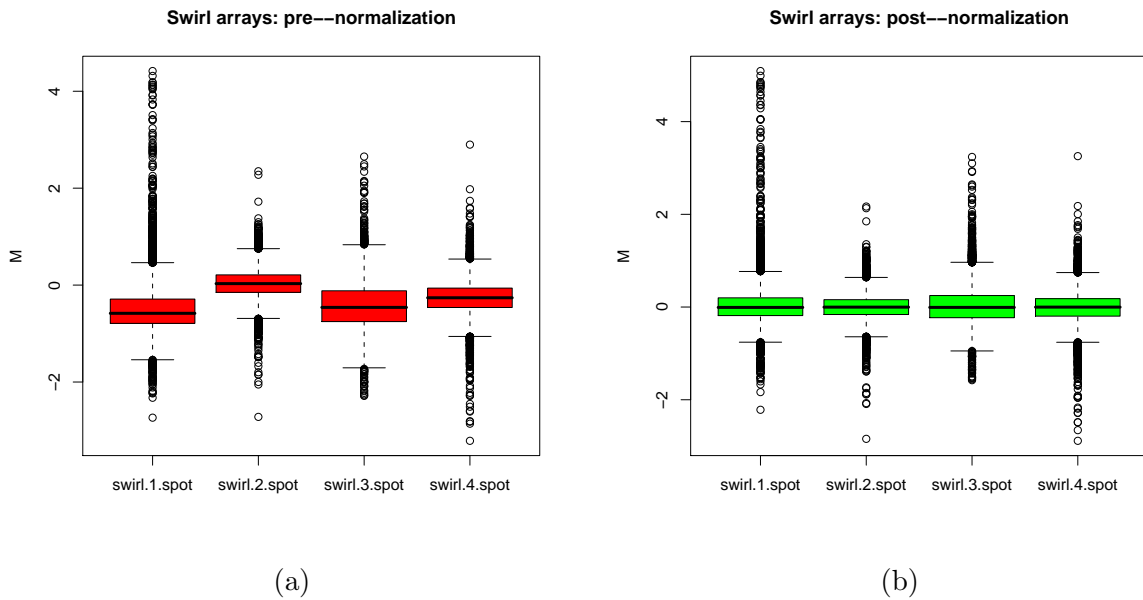 Swirl arrays: pre--normalization
M
4
2
0
−2
swirl.1.spot swirl.2.spot swirl.3.spot swirl.4.spot
(a)
Swirl arrays: post--normalization
M
4
2
0
−2
swirl.1.spot swirl.2.spot swirl.3.spot swirl.4.spot
(b)